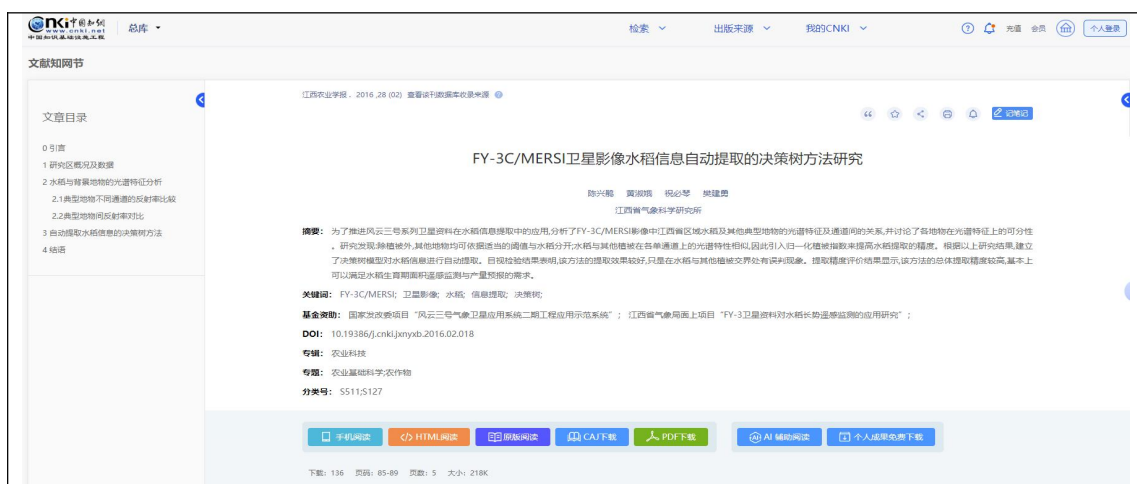 Cnki中国知网
www.cnki.net
中国知识基础设施工程
总库
检索
出版来源
我的CNKI
充值
会员
个人登录
文献知网节
文章目录
0 引言
1 研究区概况及数据
2 水稻与背景地物的光谱特征分析
2.1典型地物不同通道的反射率比较
2.2典型地物间反射率对比
3 自动提取水稻信息的决策树方法
4 结语
江西农业学报 . 2016 ,28 (02) 查看该刊数据库收录来源
记笔记
FY-3C/MERSI卫星影像水稻信息自动提取的决策树方法研究
陈兴鹃 黄淑娥 祝必琴 樊建勇
江西省气象科学研究所
摘要: 为了推进风云三号系列卫星资料在水稻信息提取中的应用,分析了FY-3C/MERSI影像中江西省区域水稻及其他典型地物的光谱特征及通道间的关系,并讨论了各地物在光谱特征上的可分性
。研究发现:除植被外,其他地物均可依据适当的阈值与水稻分开;水稻与其他植被在各单通道上的光谱特性相似,因此引入归一化植被指数来提高水稻提取的精度。根据以上研究结果,建立
了决策树模型对水稻信息进行自动提取。目视检验结果表明,该方法的提取效果较好,只是在水稻与其他植被交界处有误判现象。提取精度评价结果显示,该方法的总体提取精度较高,基本上
可以满足水稻生育期面积遥感监测与产量预报的需求。
关键词: FY-3C/MERSI; 卫星影像; 水稻; 信息提取; 决策树;
基金资助: 国家发改委项目“风云三号气象卫星应用系统二期工程应用示范系统”; 江西省气象局面上项目“FY-3卫星资料对水稻长势遥感监测的应用研究”;
DOI: 10.19386/j.cnki.jxnyxb.2016.02.018
专辑: 农业科技
专题: 农业基础科学;农作物
分类号: S511;S127
手机阅读
HTML阅读
原版阅读
CAJ下载
PDF下载
AI 辅助阅读
个人成果免费下载
下载: 136 页码: 85-89 页数: 5 大小: 218K